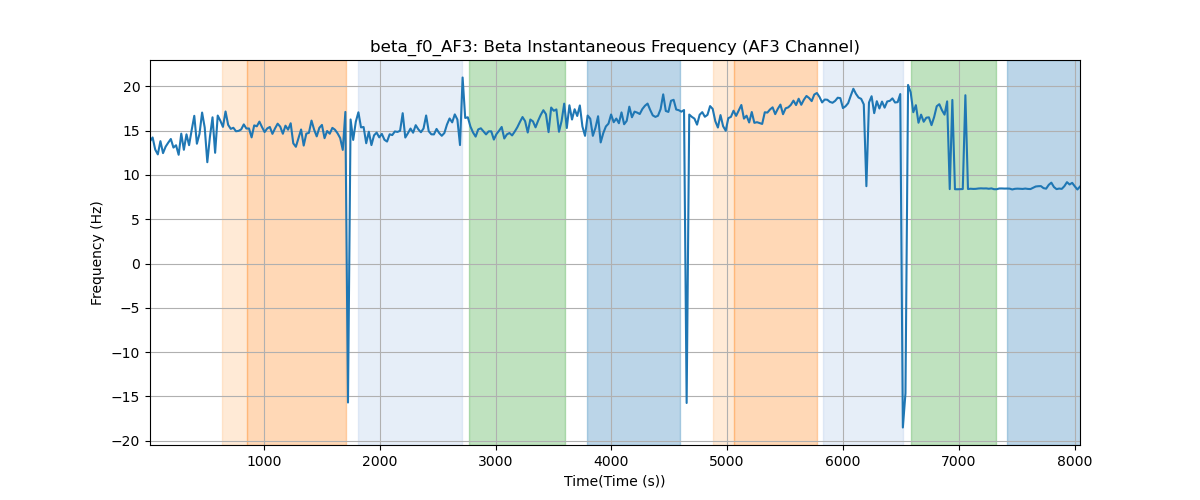 beta_f0_AF3: Beta Instantaneous Frequency (AF3 Channel)
Frequency (Hz)
20
15
10
5
0
−5
−10
−15
−20
1000 2000 3000 4000 5000 6000 7000 8000
Time(Time (s))